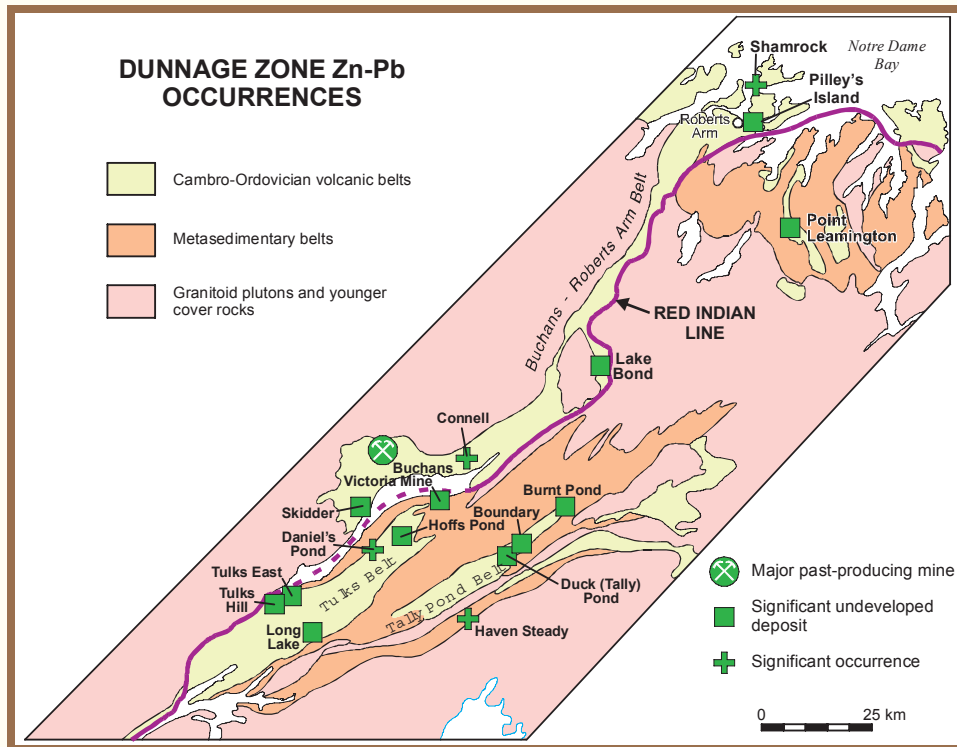 DUNNAGE ZONE Zn-Pb
OCCURRENCES
Cambro-Ordovician volcanic belts
Metasedimentary belts
Granitoid plutons and younger
cover rocks
Shamrock
Notre Dame
Bay
Pilley's
Island
Roberts
Arm
Point
Leamington
Buchans - Roberts Arm Belt
RED INDIAN
LINE
Lake
Bond
Connell
Buchans
Victoria Mine
Skidder
Burnt Pond
Boundary
Hoffs Pond
Daniel's
Pond
Tulks East
Tulks Belt
Tulks
Hill
Duck (Tally)
Pond
Tally Pond Belt
Long
Lake
Haven Steady
Major past-producing mine
Significant undeveloped
deposit
Significant occurrence
0 25 km